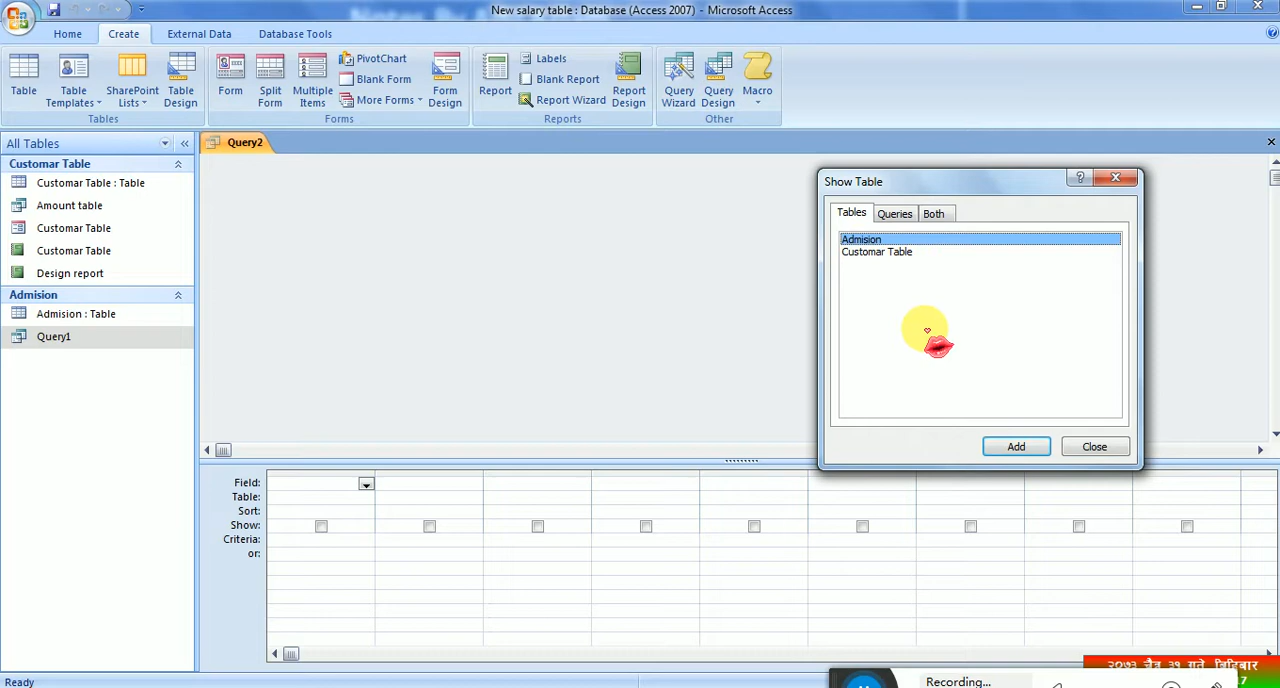 New salary table : Database (Access 2007) - Microsoft Access
Home Create External Data Database Tools
Table
Table Templates
SharePoint Lists
Table Design
Tables
Form
Split Form
Multiple Items
PivotChart
Blank Form
More Forms
Form Design
Forms
Report
Labels
Blank Report
Report Wizard
Report Design
Reports
Query Wizard
Query Design
Macro
Other
All Tables
Customar Table
Customar Table : Table
Amount table
Customar Table
Customar Table
Design report
Admision
Admision : Table
Query1
Query2
Show Table
Tables Queries Both
Admision
Customar Table
Add Close
Field:
Table:
Sort:
Show:
Criteria:
or:
Ready
Recording...